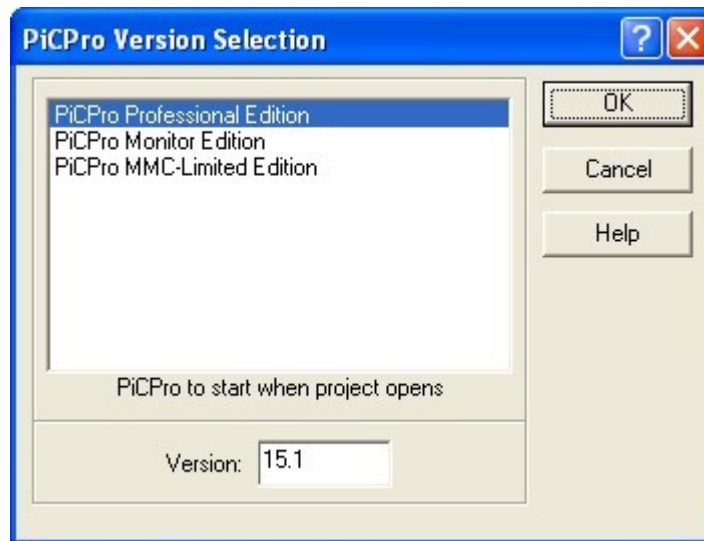 PiCPro Version Selection
PiCPro Professional Edition
PiCPro Monitor Edition
PiCPro MMC-Limited Edition
PiCPro to start when project opens
Version: 15.1
OK
Cancel
Help